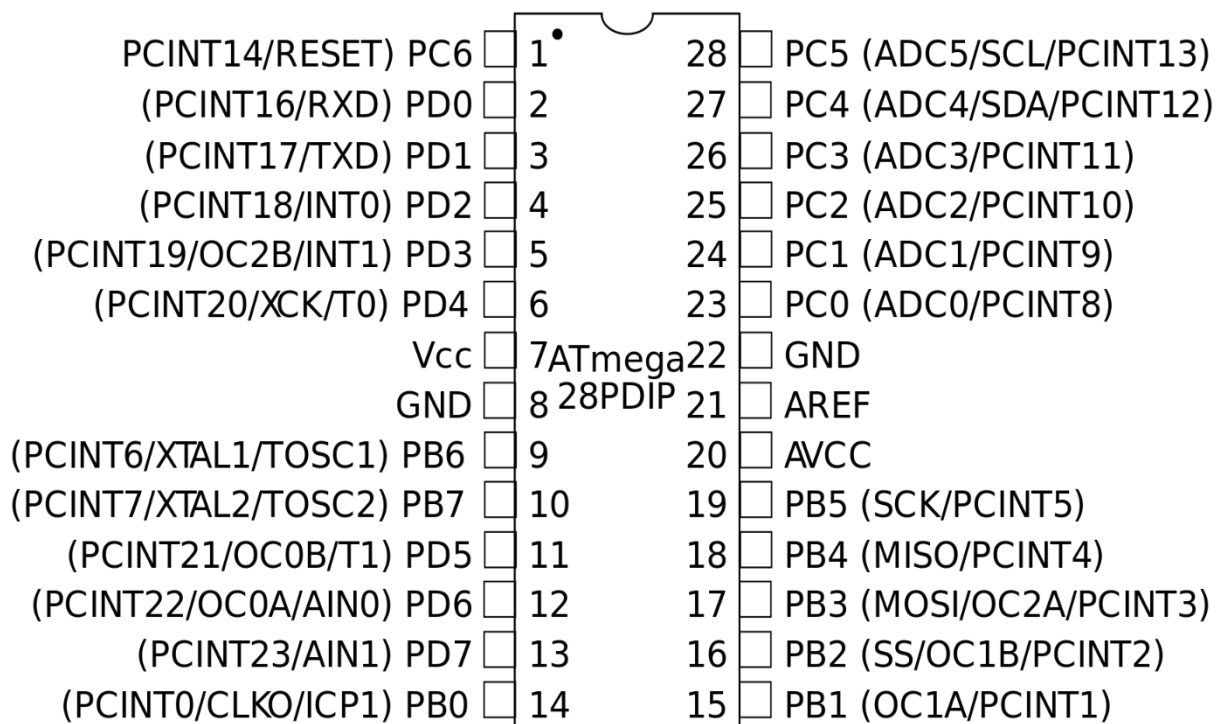 PCINT14/RESET) PC6 1 28 PC5 (ADC5/SCL/PCINT13)
(PCINT16/RXD) PD0 2 27 PC4 (ADC4/SDA/PCINT12)
(PCINT17/TXD) PD1 3 26 PC3 (ADC3/PCINT11)
(PCINT18/INT0) PD2 4 25 PC2 (ADC2/PCINT10)
(PCINT19/OC2B/INT1) PD3 5 24 PC1 (ADC1/PCINT9)
(PCINT20/XCK/T0) PD4 6 23 PC0 (ADC0/PCINT8)
Vcc 7 ATmega 22 GND
GND 8 28PDIP 21 AREF
(PCINT6/XTAL1/TOSC1) PB6 9 20 AVCC
(PCINT7/XTAL2/TOSC2) PB7 10 19 PB5 (SCK/PCINT5)
(PCINT21/OC0B/T1) PD5 11 18 PB4 (MISO/PCINT4)
(PCINT22/OC0A/AIN0) PD6 12 17 PB3 (MOSI/OC2A/PCINT3)
(PCINT23/AIN1) PD7 13 16 PB2 (SS/OC1B/PCINT2)
(PCINT0/CLKO/ICP1) PB0 14 15 PB1 (OC1A/PCINT1)